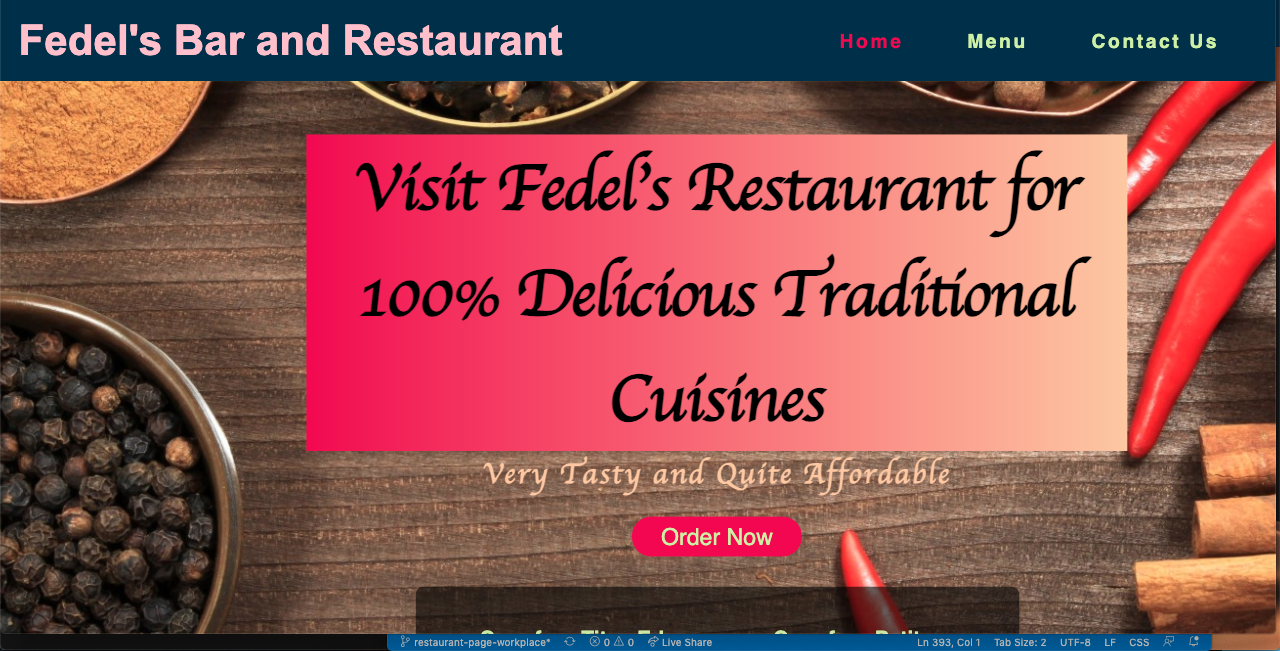 Fedel's Bar and Restaurant
Home Menu Contact Us
Visit Fedel's Restaurant for
100% Delicious Traditional
Cuisines
Very Tasty and Quite Affordable
Order Now
restaurant-page-workplace* 0 0 Live Share Ln 393, Col 1 Tab Size: 2 UTF-8 LF CSS